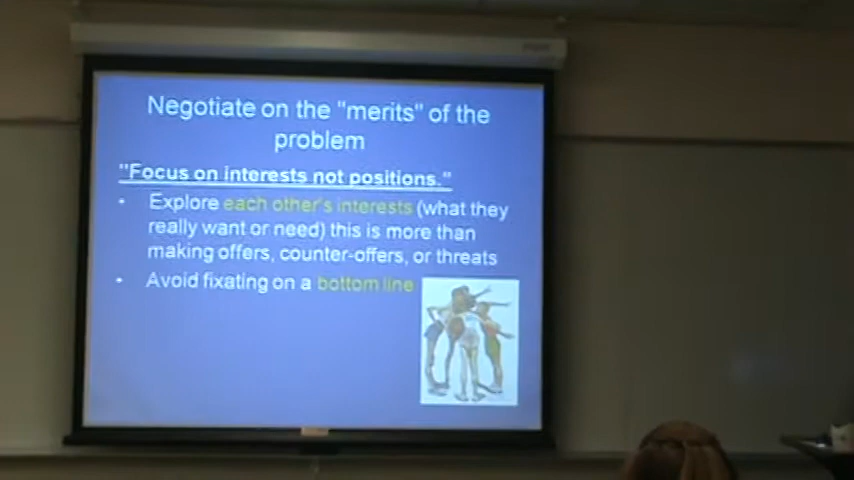 Negotiate on the "merits" of the
problem
"Focus on interests not positions."
• Explore each other's interests (what they
really want or need) this is more than
making offers, counter-offers, or threats
• Avoid fixating on a bottom line